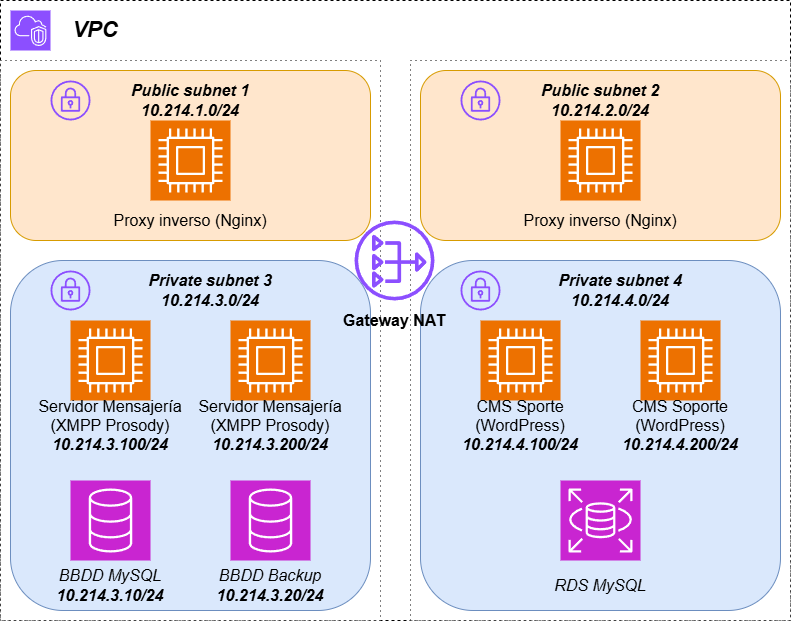 VPC
Public subnet 1
10.214.1.0/24
Proxy inverso (Nginx)
Public subnet 2
10.214.2.0/24
Proxy inverso (Nginx)
Gateway NAT
Private subnet 3
10.214.3.0/24
Servidor Mensajería
(XMPP Prosody)
10.214.3.100/24
Servidor Mensajería
(XMPP Prosody)
10.214.3.200/24
BBDD MySQL
10.214.3.10/24
BBDD Backup
10.214.3.20/24
Private subnet 4
10.214.4.0/24
CMS Sporte
(WordPress)
10.214.4.100/24
CMS Soporte
(WordPress)
10.214.4.200/24
RDS MySQL